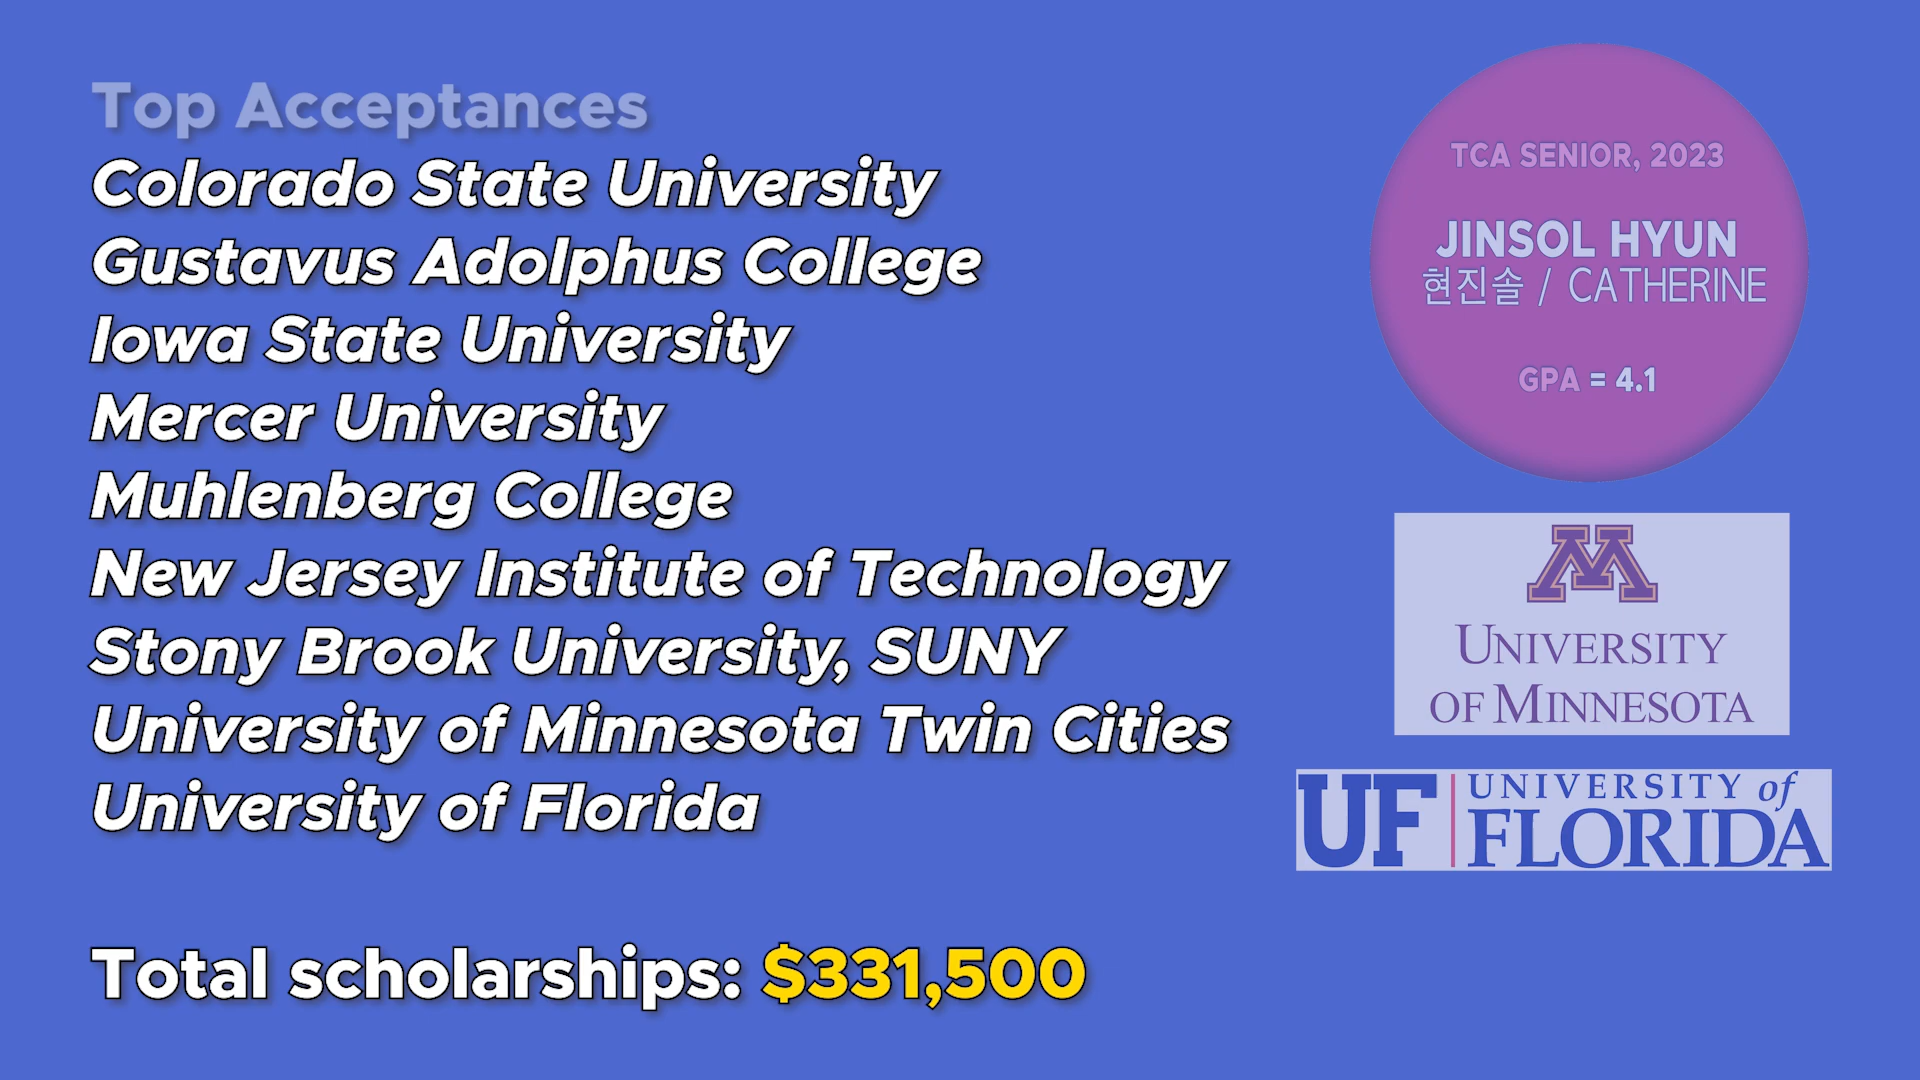 Top Acceptances
Colorado State University
Gustavus Adolphus College
Iowa State University
Mercer University
Muhlenberg College
New Jersey Institute of Technology
Stony Brook University, SUNY
University of Minnesota Twin Cities
University of Florida
Total scholarships: $331,500
TCA SENIOR, 2023
JINSOL HYUN
현진솔 / CATHERINE
GPA = 4.1
M
UNIVERSITY
OF MINNESOTA
UF UNIVERSITY of
FLORIDA